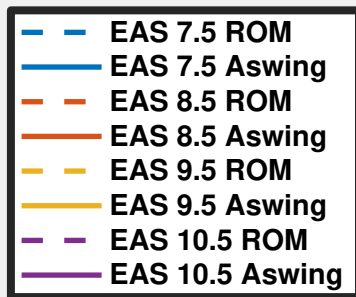 EAS 7.5 ROM
EAS 7.5 Aswing
EAS 8.5 ROM
EAS 8.5 Aswing
EAS 9.5 ROM
EAS 9.5 Aswing
EAS 10.5 ROM
EAS 10.5 Aswing